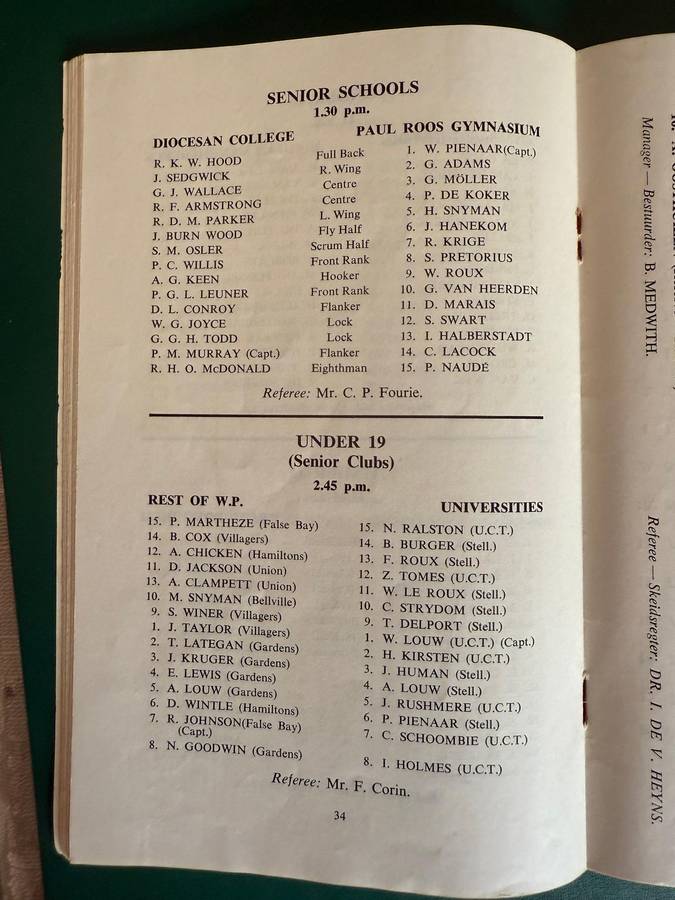 SENIOR SCHOOLS
1.30 p.m.
DIOCESAN COLLEGE PAUL ROOS GYMNASIUM
R. K. W. HOOD Full Back 1. W. PIENAAR(Capt.)
J. SEDGWICK R. Wing 2. G. ADAMS
G. J. WALLACE Centre 3. G. MÖLLER
R. F. ARMSTRONG Centre 4. P. DE KOKER
R. D. M. PARKER L. Wing 5. H. SNYMAN
J. BURN WOOD Fly Half 6. J. HANEKOM
S. M. OSLER Scrum Half 7. R. KRIGE
P. C. WILLIS Front Rank 8. S. PRETORIUS
A. G. KEEN Hooker 9. W. ROUX
P. G. L. LEUNER Front Rank 10. G. VAN HEERDEN
D. L. CONROY Flanker 11. D. MARAIS
W. G. JOYCE Lock 12. S. SWART
G. G. H. TODD Lock 13. I. HALBERSTADT
P. M. MURRAY (Capt.) Flanker 14. C. LACOCK
R. H. O. McDONALD Eighthman 15. P. NAUDÉ
Referee: Mr. C. P. Fourie.
UNDER 19
(Senior Clubs)
2.45 p.m.
REST OF W.P. UNIVERSITIES
15. P. MARTHEZE (False Bay) 15. N. RALSTON (U.C.T.)
14. B. COX (Villagers) 14. B. BURGER (Stell.)
12. A. CHICKEN (Hamiltons) 13. F. ROUX (Stell.)
11. D. JACKSON (Union) 12. Z. TOMES (U.C.T.)
13. A. CLAMPETT (Union) 11. W. LE ROUX (Stell.)
10. M. SNYMAN (Bellville) 10. C. STRYDOM (Stell.)
9. S. WINER (Villagers) 9. T. DELPORT (Stell.)
1. J. TAYLOR (Villagers) 1. W. LOUW (U.C.T.) (Capt.)
2. T. LATEGAN (Gardens) 2. H. KIRSTEN (U.C.T.)
3. J. KRUGER (Gardens) 3. J. HUMAN (Stell.)
4. E. LEWIS (Gardens) 4. A. LOUW (Stell.)
5. A. LOUW (Gardens) 5. J. RUSHMERE (U.C.T.)
6. D. WINTLE (Hamiltons) 6. P. PIENAAR (Stell.)
7. R. JOHNSON(False Bay) 7. C. SCHOOMBIE (U.C.T.)
(Capt.)
8. N. GOODWIN (Gardens) 8. I. HOLMES (U.C.T.)
Referee: Mr. F. Corin.
34
Manager — Bestuurder: B. MEDWITH.
Referee — Skeidsregter: DR. I. DE V. HEYNS.